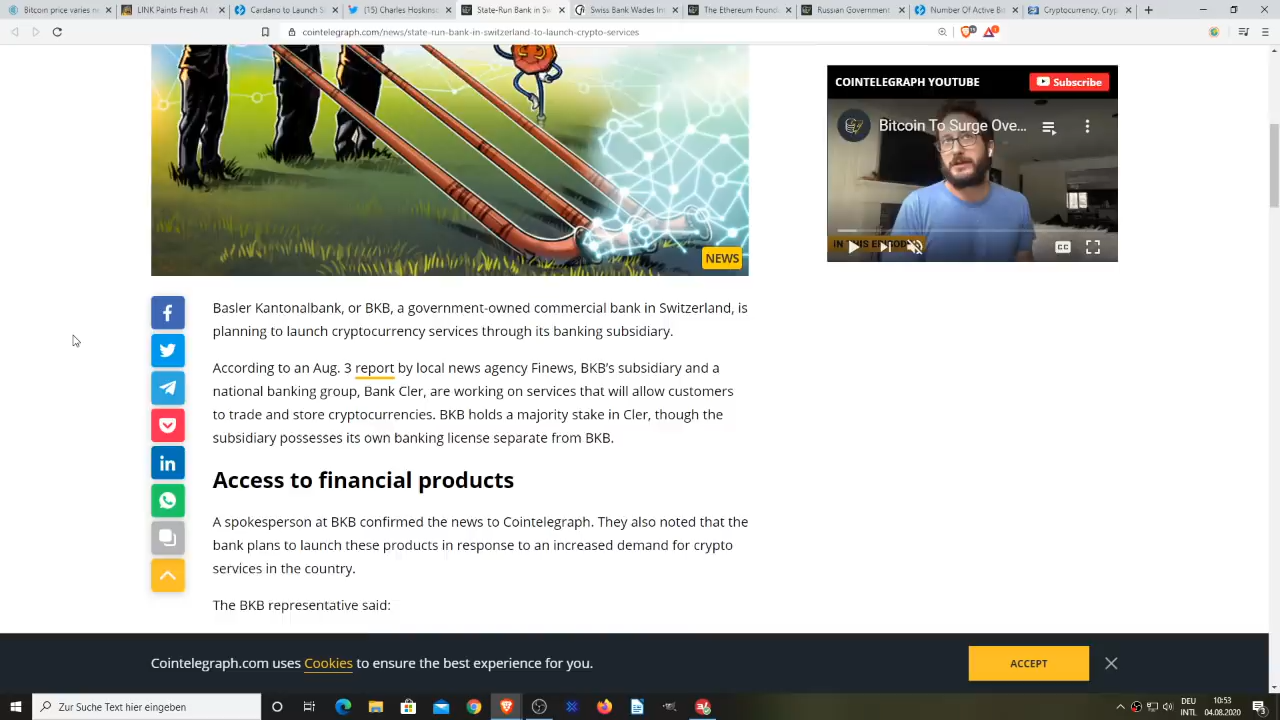 Bitcoin price varies n
LINK Paints Fresh At
Cardano to Launch S
(15) Charles Hoskins
State-Run Bank in Sw
Swiss Bank Wades In
The Ethereum Founda
Russian Government
Number Of Active Bi
Cryptocurrency, Cryp
cointelegraph.com/news/state-run-bank-in-switzerland-to-launch-crypto-services
COINTELEGRAPH YOUTUBE
Subscribe
Bitcoin To Surge Ove...
IN THIS EPISODE
CC
NEWS
Basler Kantonalbank, or BKB, a government-owned commercial bank in Switzerland, is
planning to launch cryptocurrency services through its banking subsidiary.
According to an Aug. 3 report by local news agency Finews, BKB's subsidiary and a
national banking group, Bank Cler, are working on services that will allow customers
to trade and store cryptocurrencies. BKB holds a majority stake in Cler, though the
subsidiary possesses its own banking license separate from BKB.
Access to financial products
A spokesperson at BKB confirmed the news to Cointelegraph. They also noted that the
bank plans to launch these products in response to an increased demand for crypto
services in the country.
The BKB representative said:
Cointelegraph.com uses Cookies to ensure the best experience for you.
ACCEPT
Zur Suche Text hier eingeben
DEU
INTL
10:53
04.08.2020